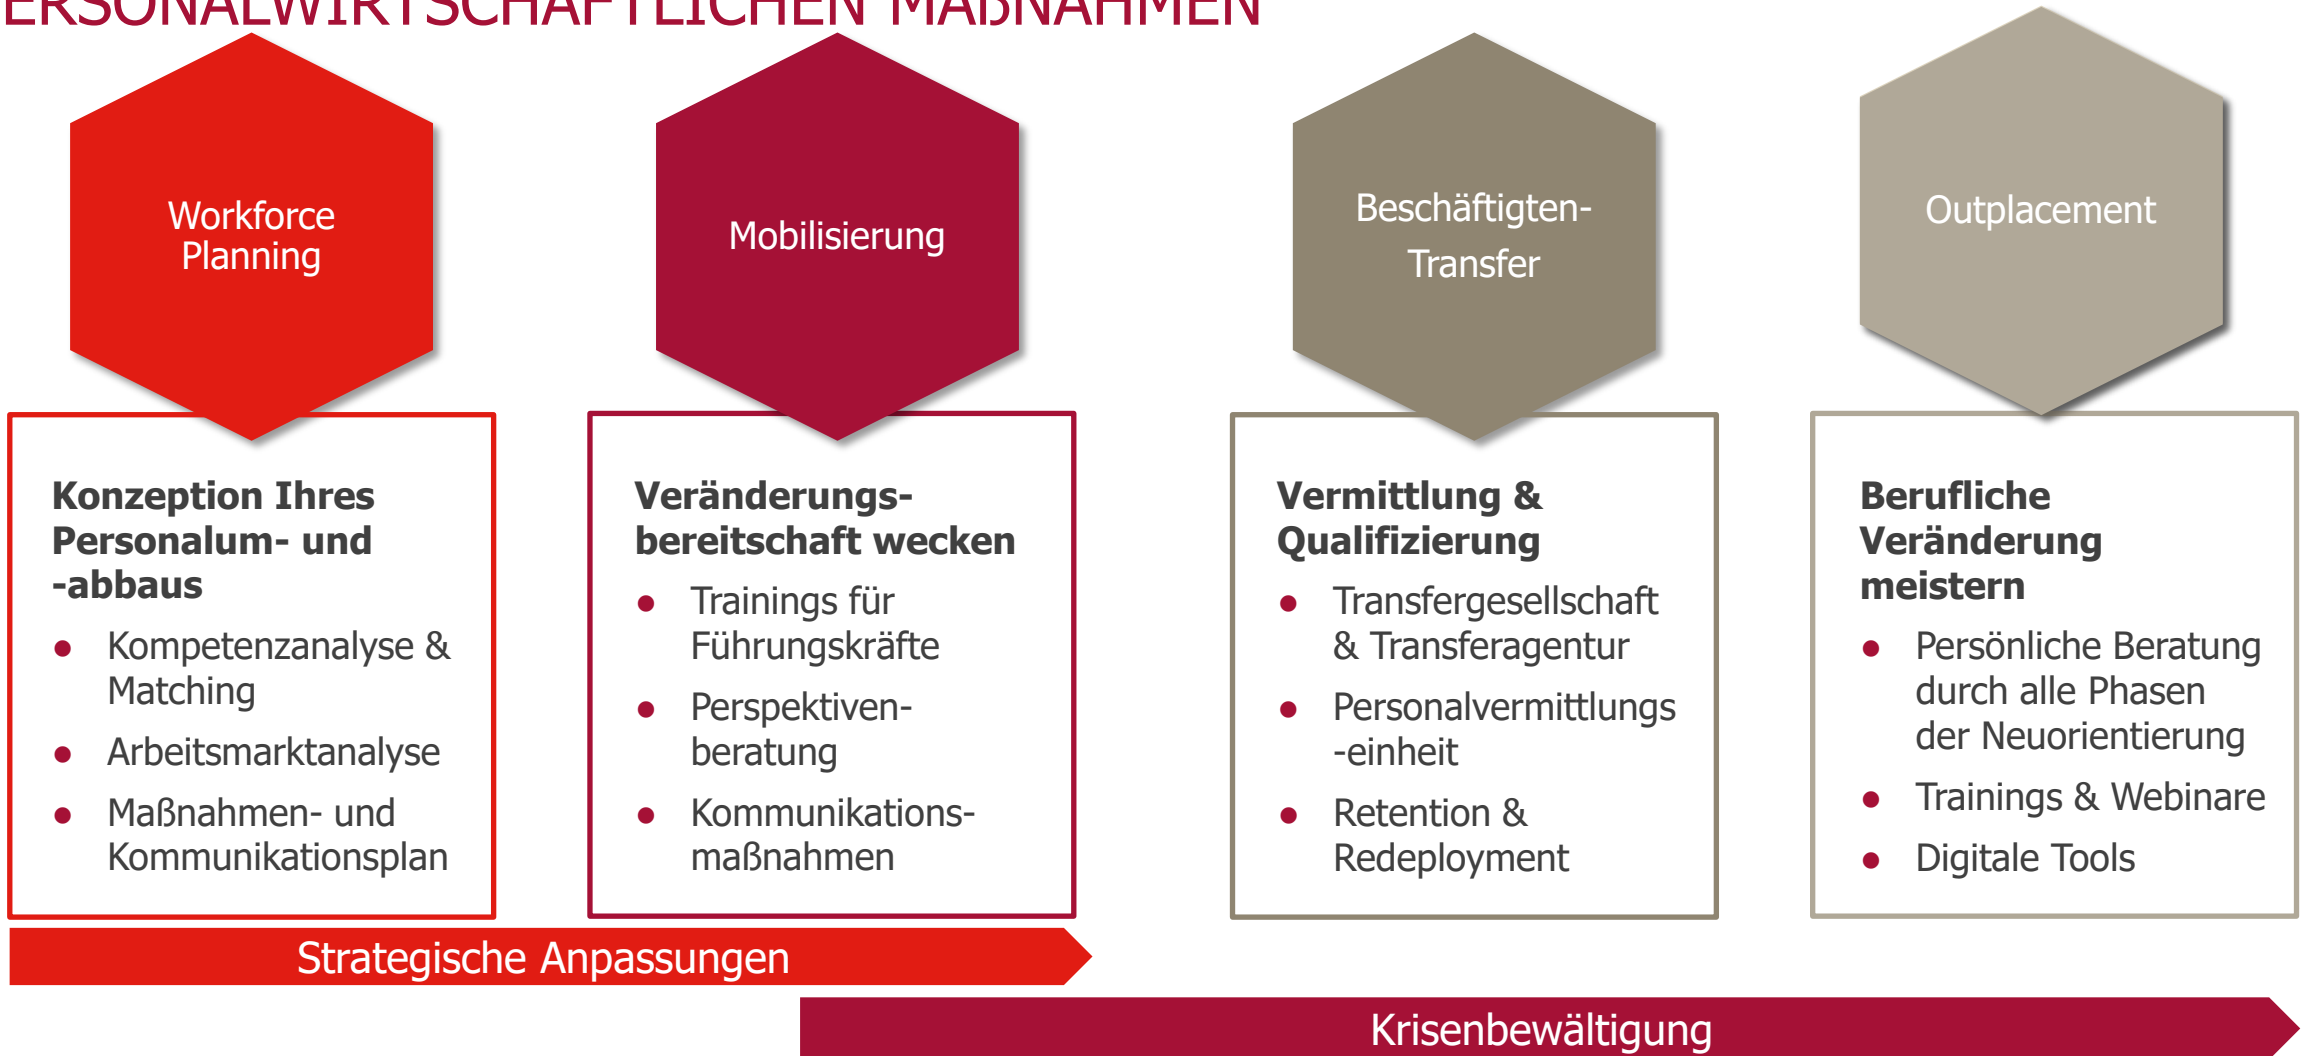 ERSONALWIRTSCHAFTLICHEN MAßNAHMEN
Workforce
Planning
Konzeption Ihres
Personalum- und
-abbaus
● Kompetenzanalyse &
Matching
● Arbeitsmarktanalyse
● Maßnahmen- und
Kommunikationsplan
Mobilisierung
Veränderungs-
bereitschaft wecken
● Trainings für
Führungskräfte
● Perspektiven-
beratung
● Kommunikations-
maßnahmen
Beschäftigten-
Transfer
Vermittlung &
Qualifizierung
● Transfergesellschaft
& Transferagentur
● Personalvermittlungs
-einheit
● Retention &
Redeployment
Outplacement
Berufliche
Veränderung
meistern
● Persönliche Beratung
durch alle Phasen
der Neuorientierung
● Trainings & Webinare
● Digitale Tools
Strategische Anpassungen
Krisenbewältigung